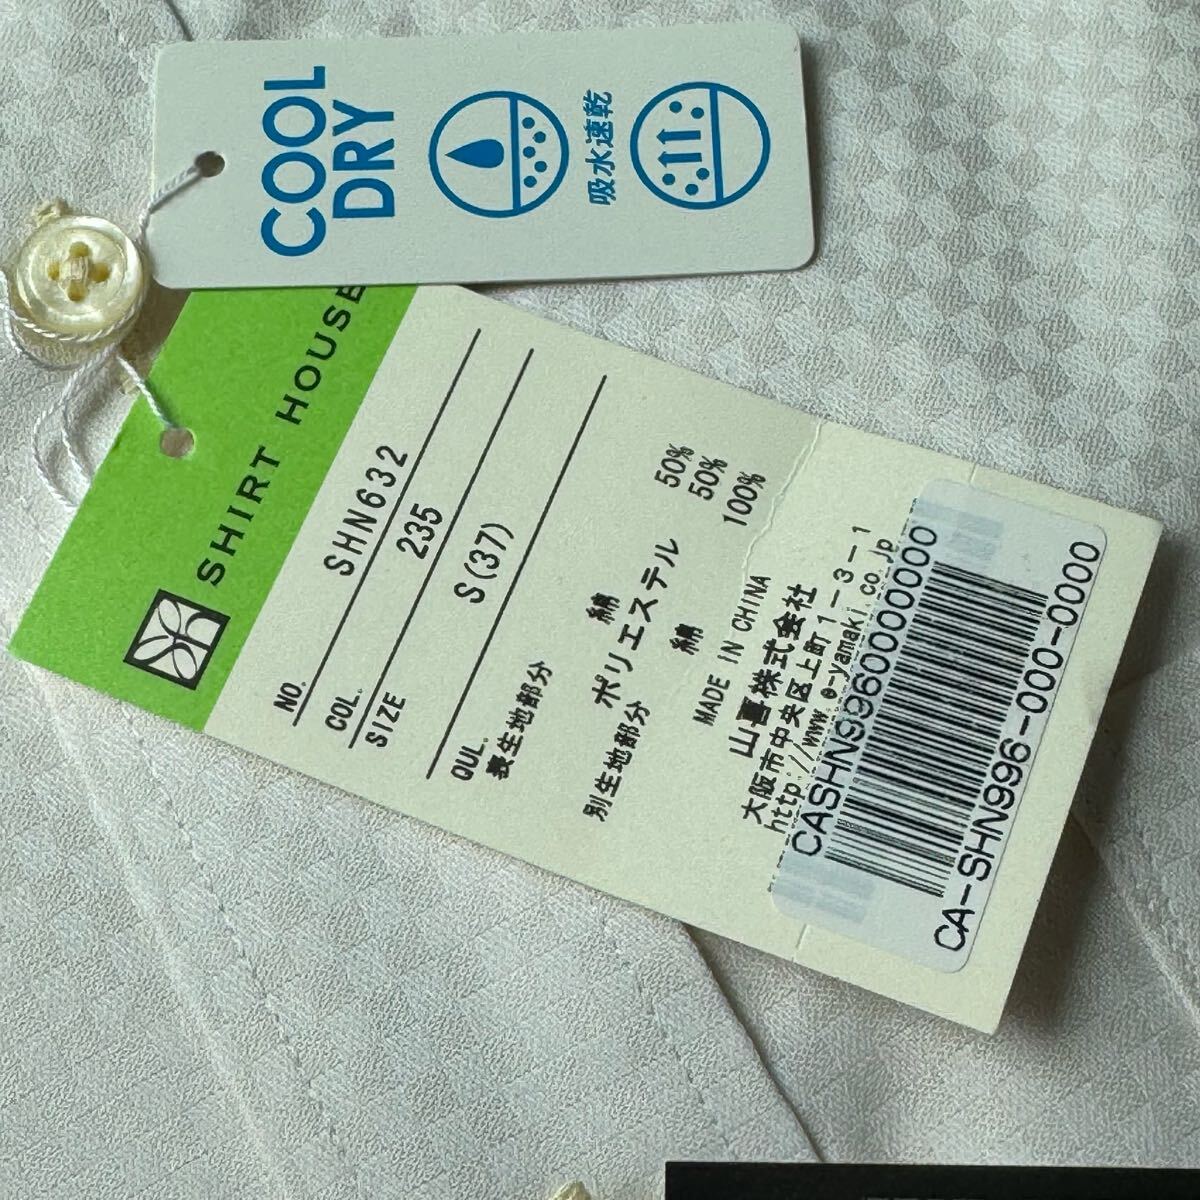 COOL
DRY
吸水速乾
SHIRT HOUSE
NO. SHN632
COL. 235
SIZE S(37)
QUL.
表生地部分
綿 50%
ポリエステル 50%
別生地部分
綿 100%
MADE IN CHINA
山喜株式会社
大阪市中央区上町1-3-1
http://www.e-yamaki.co.jp
CASHN99600000000
CA-SHN996-000-0000